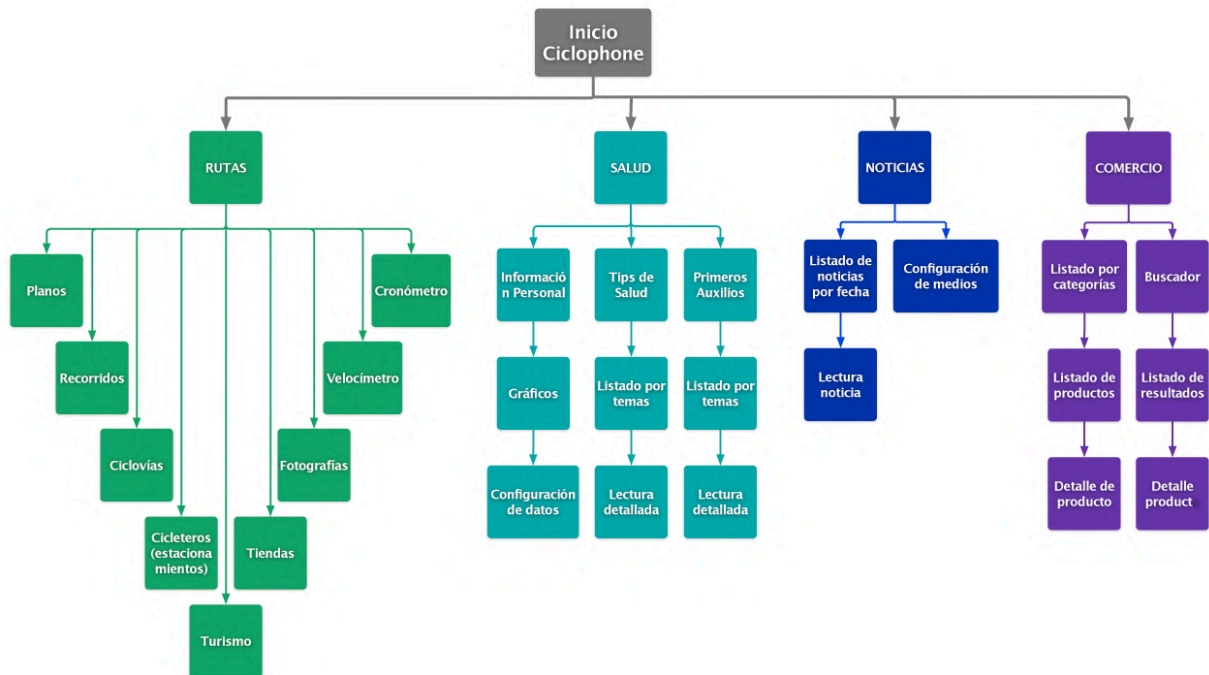 Inicio
Ciclophone
RUTAS
SALUD
NOTICIAS
COMERCIO
Planos
Cronómetro
Recorridos
Velocímetro
Ciclovías
Fotografías
Cicleteros
(estaciona
mientos)
Tiendas
Turismo
Informació
n Personal
Tips de
Salud
Primeros
Auxilios
Gráficos
Listado por
temas
Listado por
temas
Configuración
de datos
Lectura
detallada
Lectura
detallada
Listado de
noticias
por fecha
Configuración
de medios
Lectura
noticia
Listado por
categorías
Buscador
Listado de
productos
Listado de
resultados
Detalle de
producto
Detalle
product